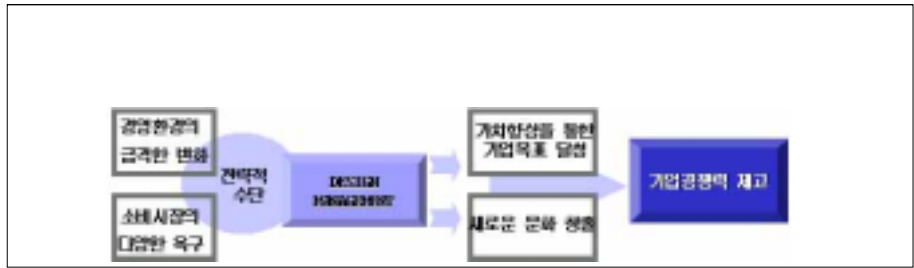 경영환경의
급격한 변화
소비시장의
다양한 욕구
전략적
수단
가치향상을 통한
기업목표 달성
새로운 문화 창출
기업경쟁력 제고